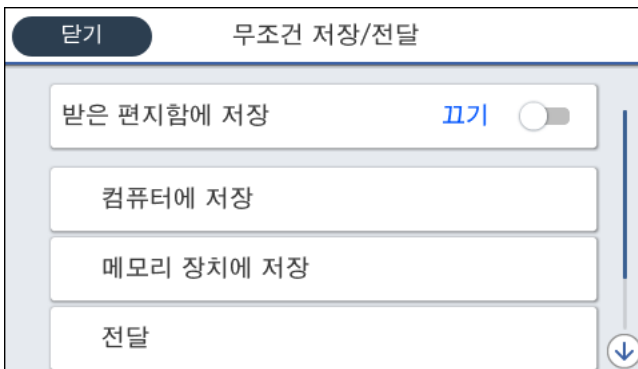 닫기 무조건 저장/전달
받은 편지함에 저장 끄기
컴퓨터에 저장
메모리 장치에 저장
전달